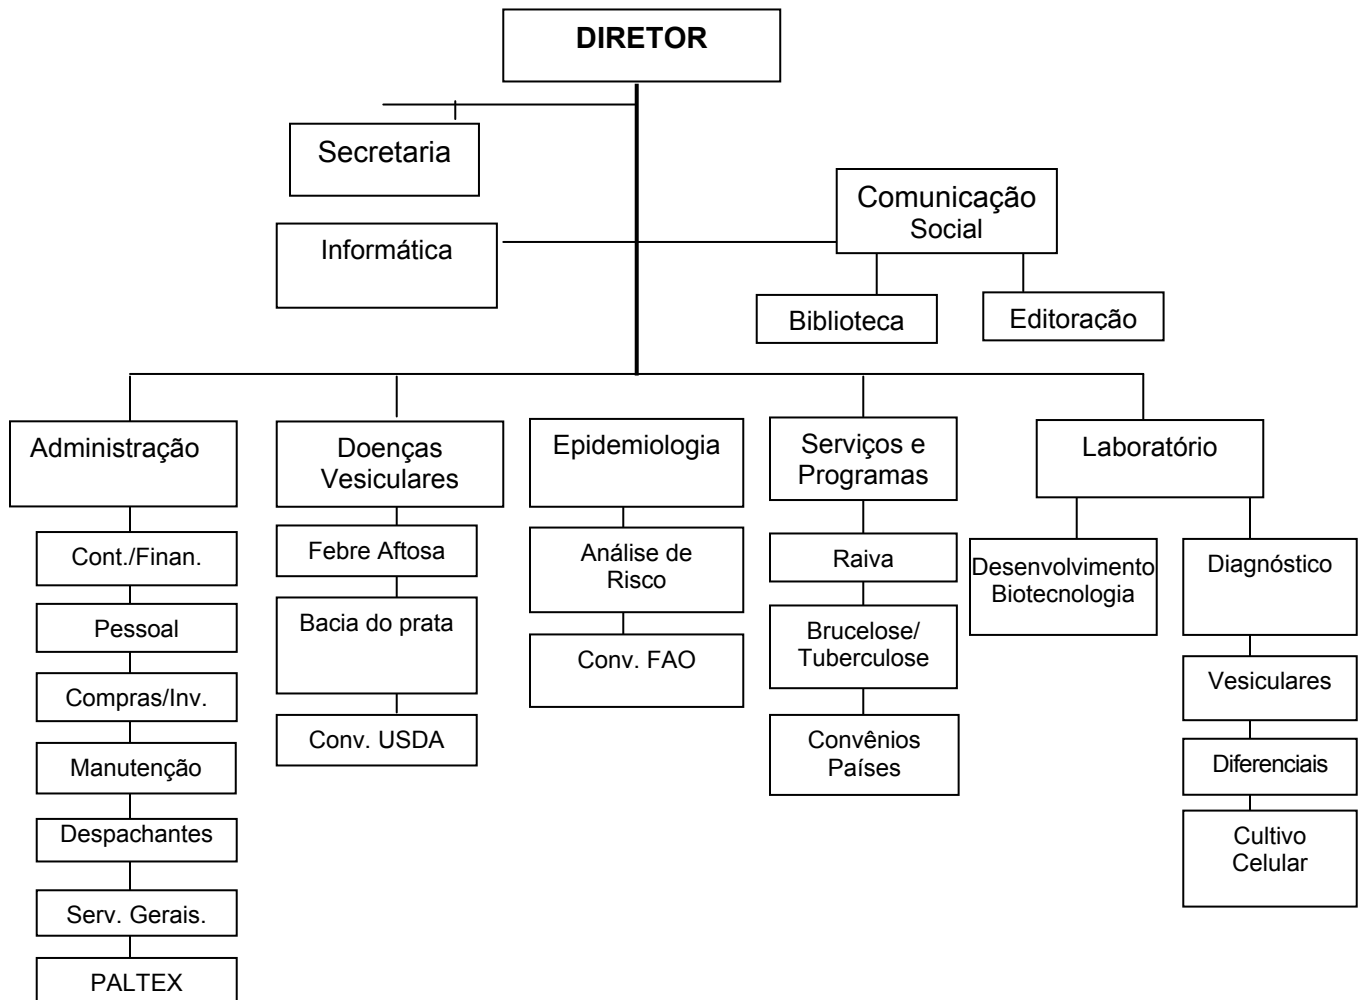 DIRETOR
Secretaria
Comunicação
Social
Informática
Biblioteca
Editoração
Administração
Cont./Finan.
Pessoal
Compras/Inv.
Manutenção
Despachantes
Serv. Gerais.
PALTEX
Doenças
Vesiculares
Febre Aftosa
Bacia do prata
Conv. USDA
Epidemiologia
Análise de
Risco
Conv. FAO
Serviços e
Programas
Raiva
Brucelose/
Tuberculose
Convênios
Países
Laboratório
Desenvolvimento
Biotecnologia
Diagnóstico
Vesiculares
Diferenciais
Cultivo
Celular